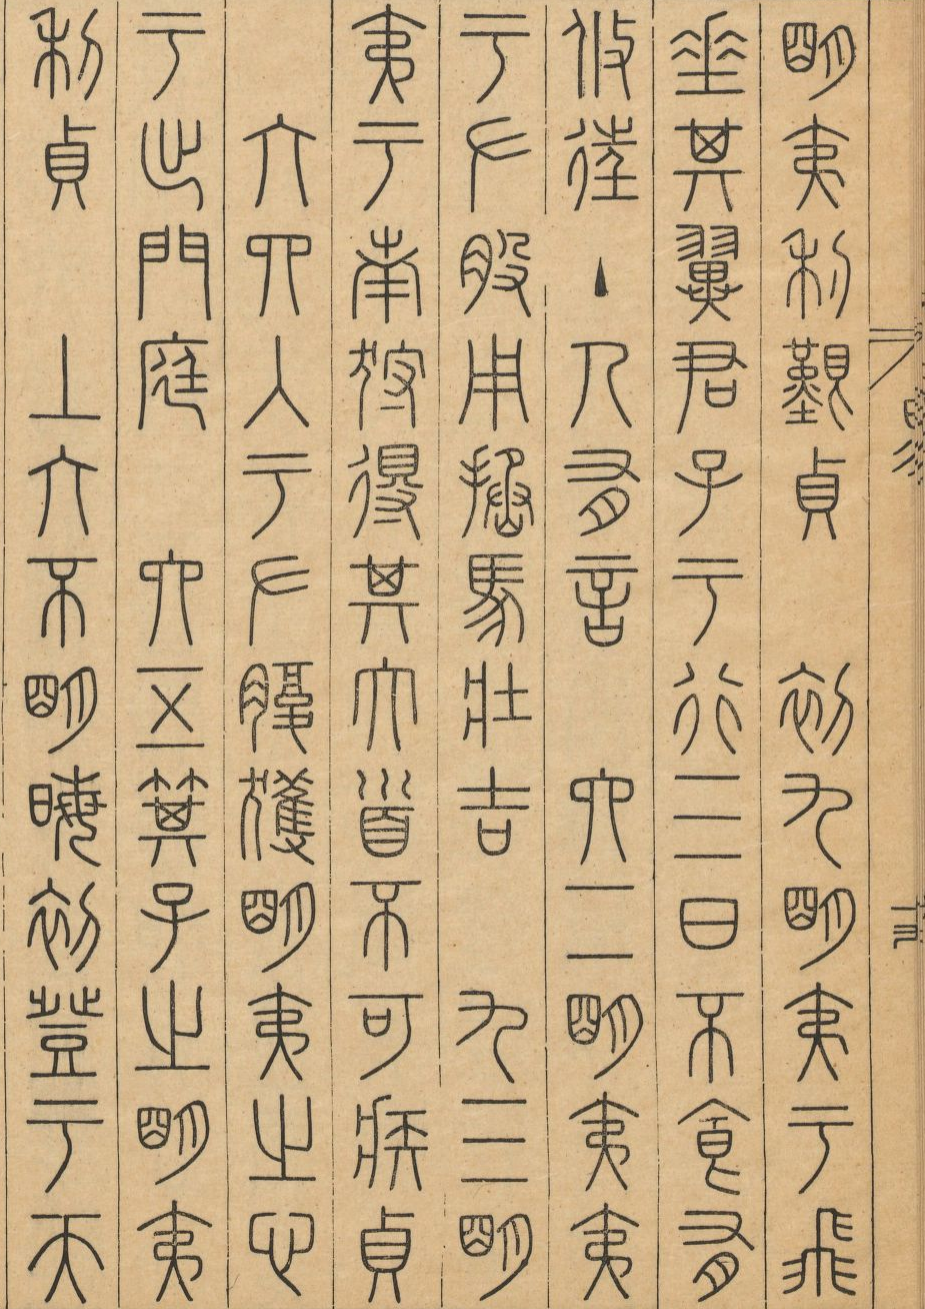 明夷利艱貞　初九明夷于飛
垂其翼君子于行三日不食有
攸往主人有言　六二明夷夷
于左股用拯馬壯吉　九三明
夷于南狩得其大首不可疾貞
六四入于左腹獲明夷之心
于出門庭　六五箕子之明夷
利貞　上六不明晦初登于天